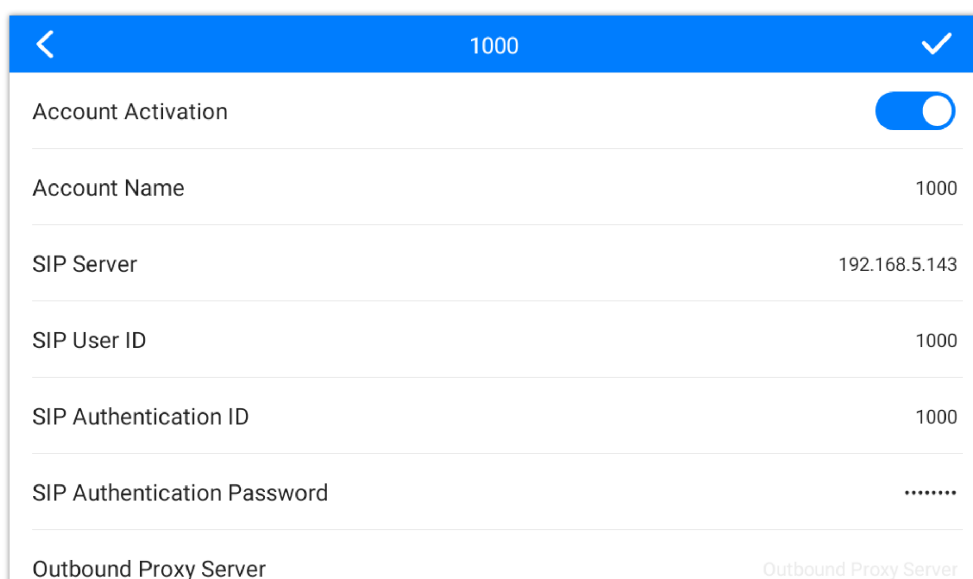 1000
Account Activation
Account Name 1000
SIP Server 192.168.5.143
SIP User ID 1000
SIP Authentication ID 1000
SIP Authentication Password ••••••••
Outbound Proxy Server Outbound Proxy Server